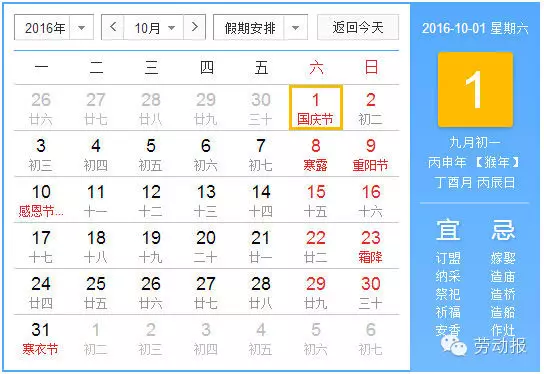 2016年 10月 假期安排 返回今天
一 二 三 四 五 六 日
26 27 28 29 30 1 2
廿六 廿七 廿八 廿九 三十 国庆节 初二
3 4 5 6 7 8 9
初三 初四 初五 初六 初七 寒露 重阳节
10 11 12 13 14 15 16
感恩节... 十一 十二 十三 十四 十五 十六
17 18 19 20 21 22 23
十七 十八 十九 二十 廿一 廿二 霜降
24 25 26 27 28 29 30
廿四 廿五 廿六 廿七 廿八 廿九 三十
31 1 2 3 4 5 6
寒衣节 初二 初三 初四 初五 初六 初七
2016-10-01 星期六
1
九月初一
丙申年 【猴年】
丁酉月 丙辰日
宜 忌
订盟 嫁娶
纳采 造庙
祭祀 造桥
祈福 造船
安香 作灶
劳动报